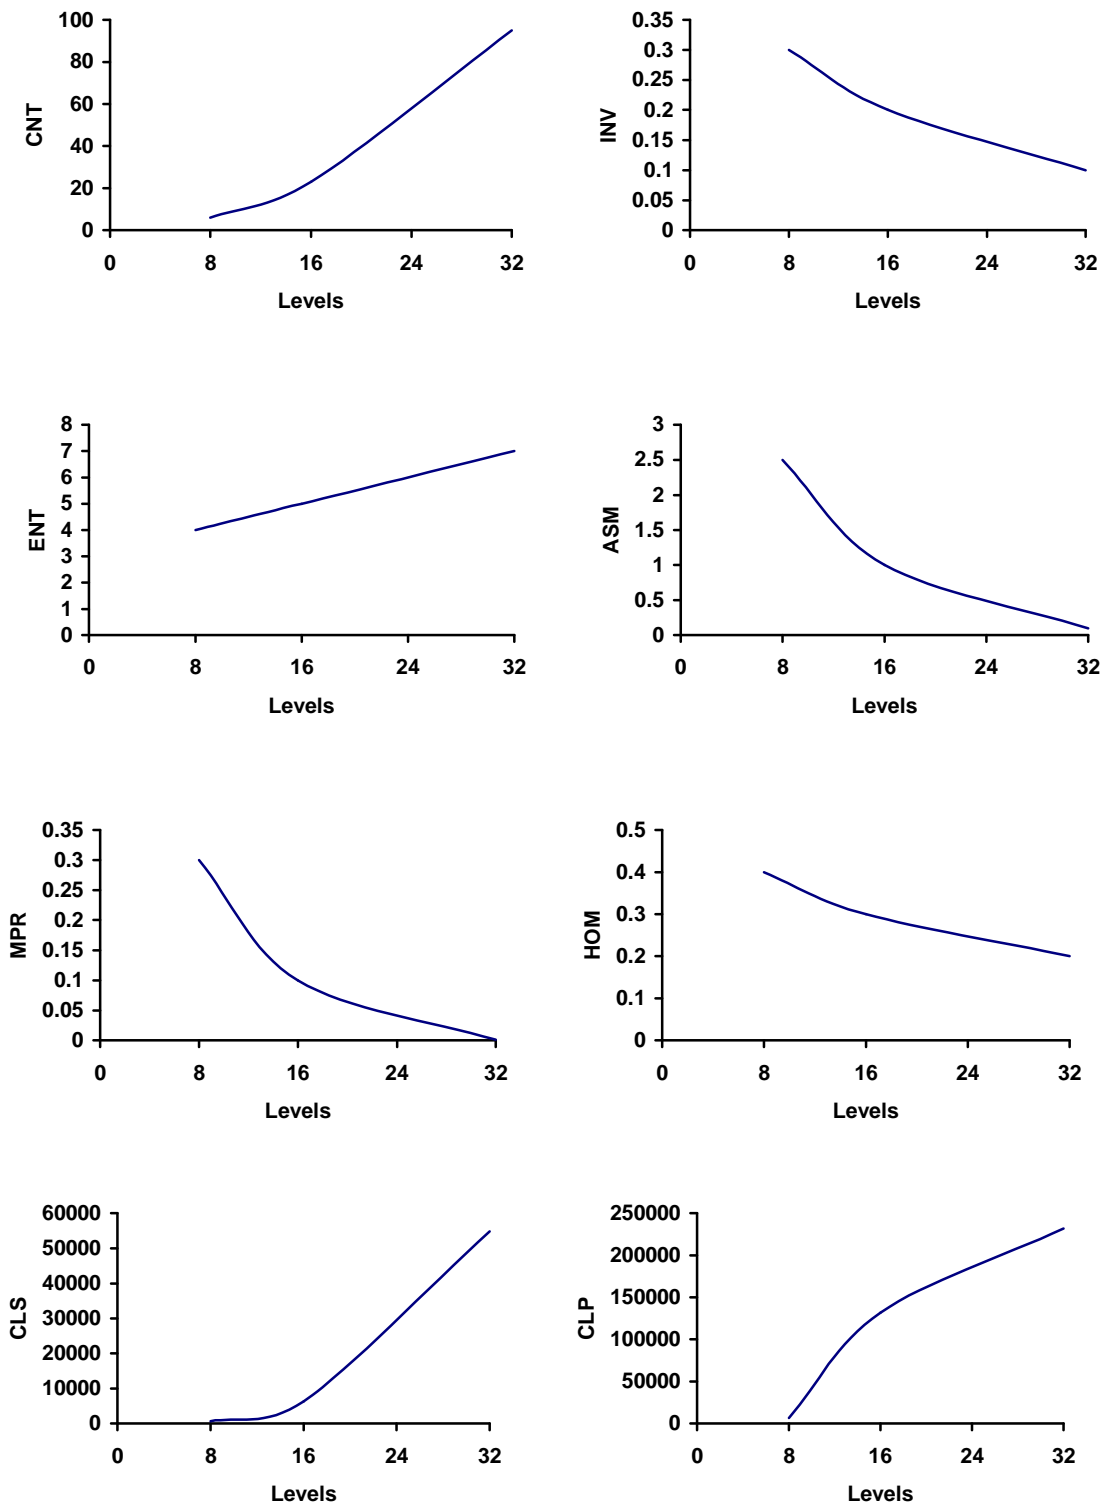 100
80
60
40
20
0
CNT
0 8 16 24 32
Levels
0.35
0.3
0.25
0.2
0.15
0.1
0.05
0
INV
0 8 16 24 32
Levels
8
7
6
5
4
3
2
1
0
ENT
0 8 16 24 32
Levels
3
2.5
2
1.5
1
0.5
0
ASM
0 8 16 24 32
Levels
0.35
0.3
0.25
0.2
0.15
0.1
0.05
0
MPR
0 8 16 24 32
Levels
0.5
0.4
0.3
0.2
0.1
0
HOM
0 8 16 24 32
Levels
60000
50000
40000
30000
20000
10000
0
CLS
0 8 16 24 32
Levels
250000
200000
150000
100000
50000
0
CLP
0 8 16 24 32
Levels